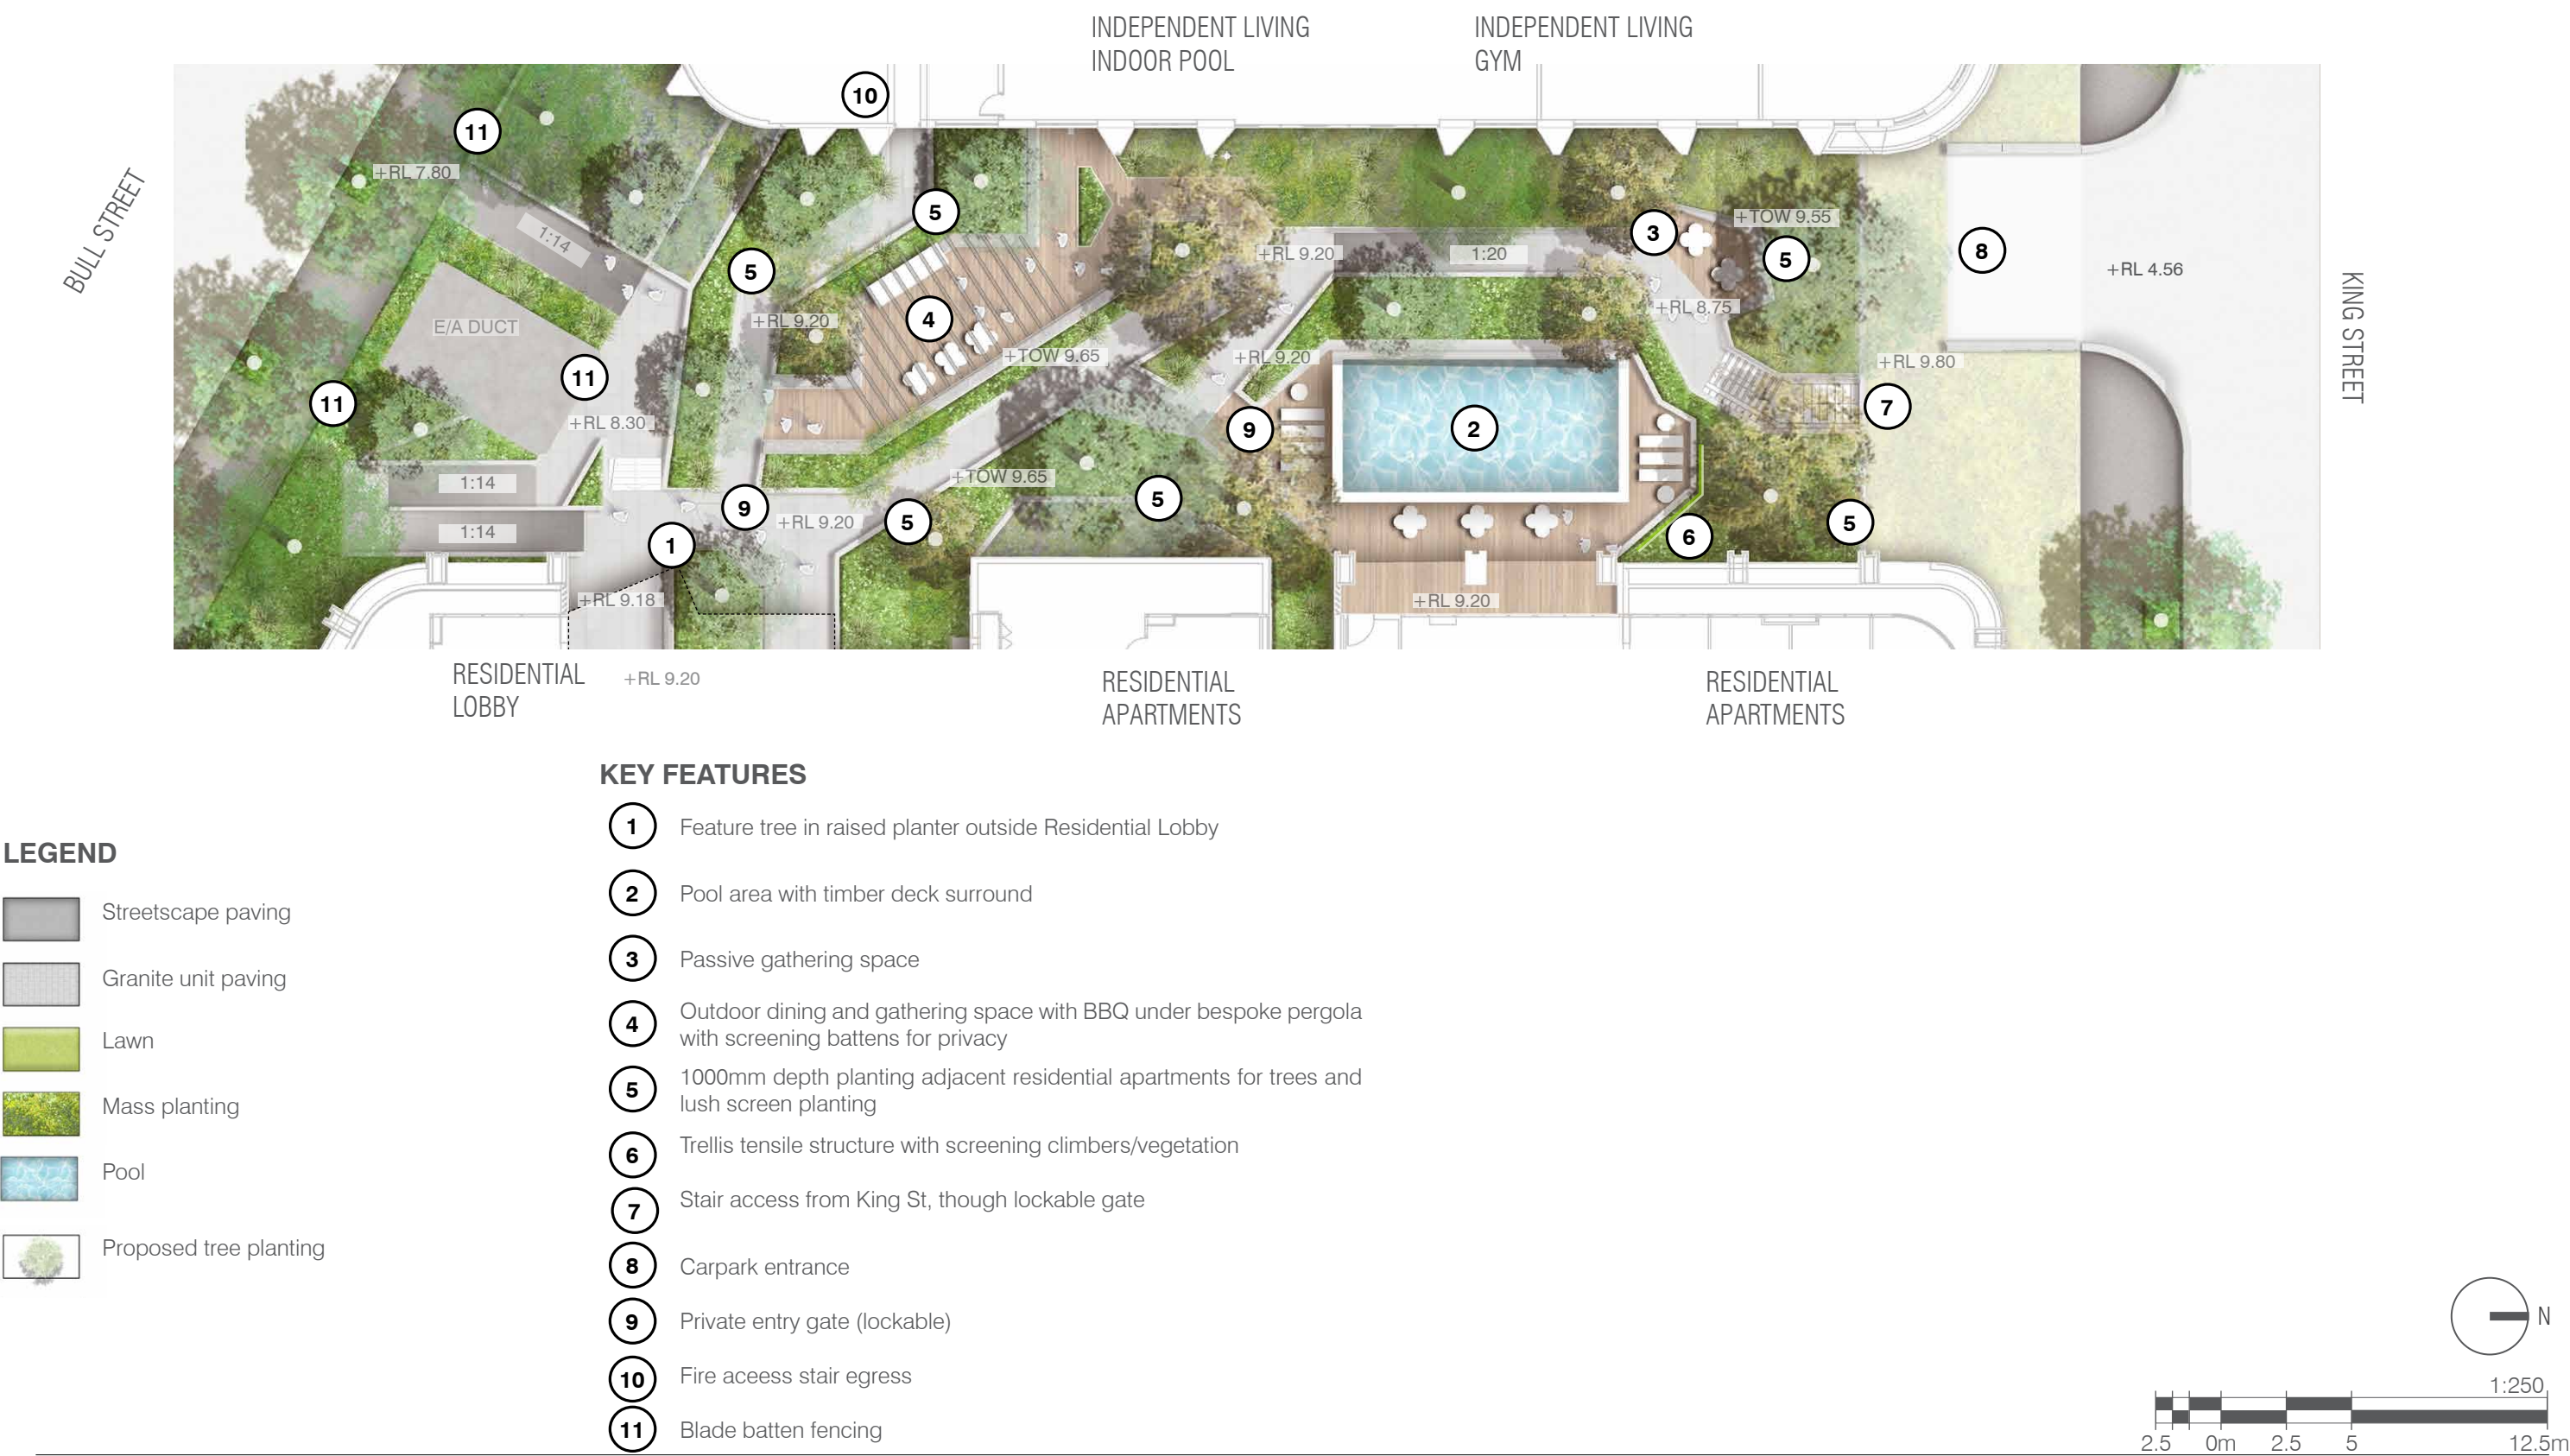 INDEPENDENT LIVING
INDOOR POOL
INDEPENDENT LIVING
GYM
BULL STREET
KING STREET
10
11
+RL 7.80
1:14
5
5
+RL 9.20
3
+TOW 9.55
5
8
+RL 4.56
1:20
E/A DUCT
+RL 9.20
4
+TOW 9.65
+RL 9.20
+RL 8.75
+RL 9.80
11
11
+RL 8.30
9
2
7
1:14
1:14
+TOW 9.65
5
9
+RL 9.20
5
6
5
1
+RL 9.18
+RL 9.20
RESIDENTIAL
LOBBY
+RL 9.20
RESIDENTIAL
APARTMENTS
RESIDENTIAL
APARTMENTS
KEY FEATURES
1 Feature tree in raised planter outside Residential Lobby
2 Pool area with timber deck surround
3 Passive gathering space
4 Outdoor dining and gathering space with BBQ under bespoke pergola
with screening battens for privacy
5 1000mm depth planting adjacent residential apartments for trees and
lush screen planting
6 Trellis tensile structure with screening climbers/vegetation
7 Stair access from King St, though lockable gate
8 Carpark entrance
9 Private entry gate (lockable)
10 Fire aceess stair egress
11 Blade batten fencing
LEGEND
Streetscape paving
Granite unit paving
Lawn
Mass planting
Pool
Proposed tree planting
N
1:250
2.5 0m 2.5 5 12.5m